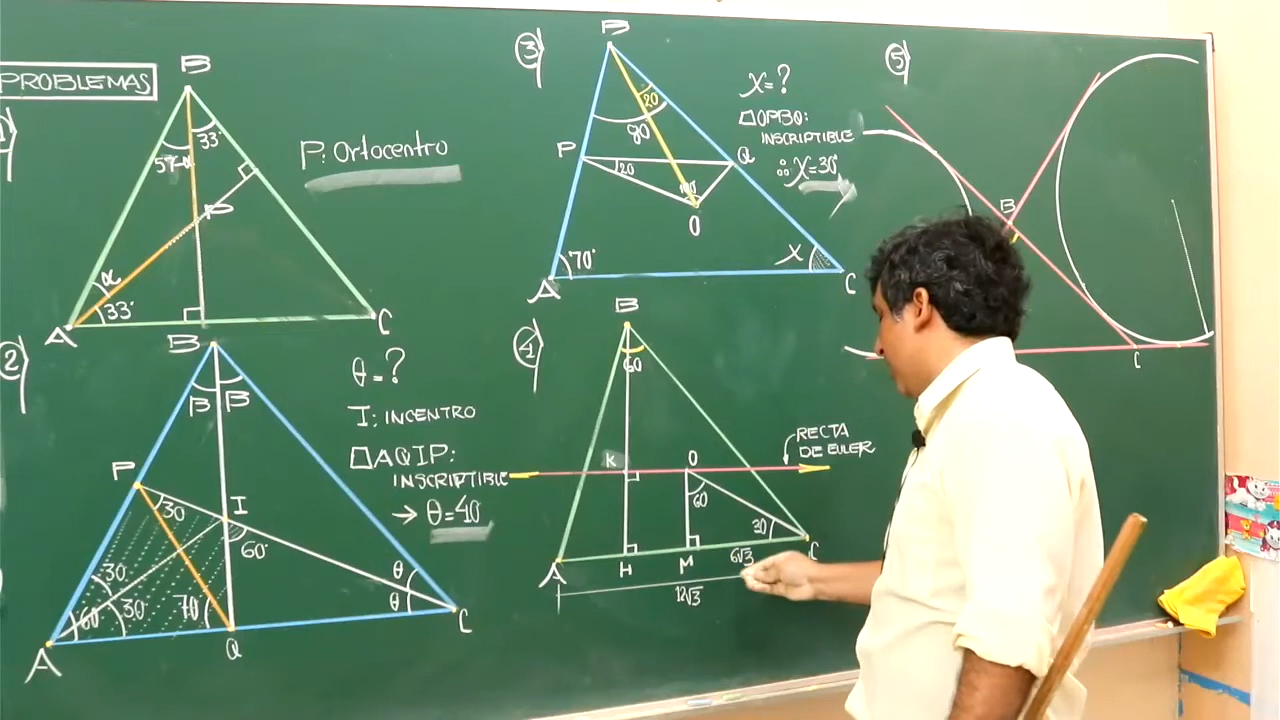 PROBLEMAS
1)
B
33°
57-α
P
α
33°
A
C
P: Ortocentro
2)
B
β β
P
30
I
60°
30
60
30
70
θ
θ
A
Q
C
θ=?
I: INCENTRO
□AQIP:
INSCRIPTIBLE
→ θ=40
3)
B
20
80
P
Q
20
O
70°
X
A
C
X=?
□OPBQ:
INSCRIPTIBLE
∴ X=30°
4)
B
60
K
O
60
30
A
H
M
6√3
C
12√3
RECTA
DE EULER
5)
B
C